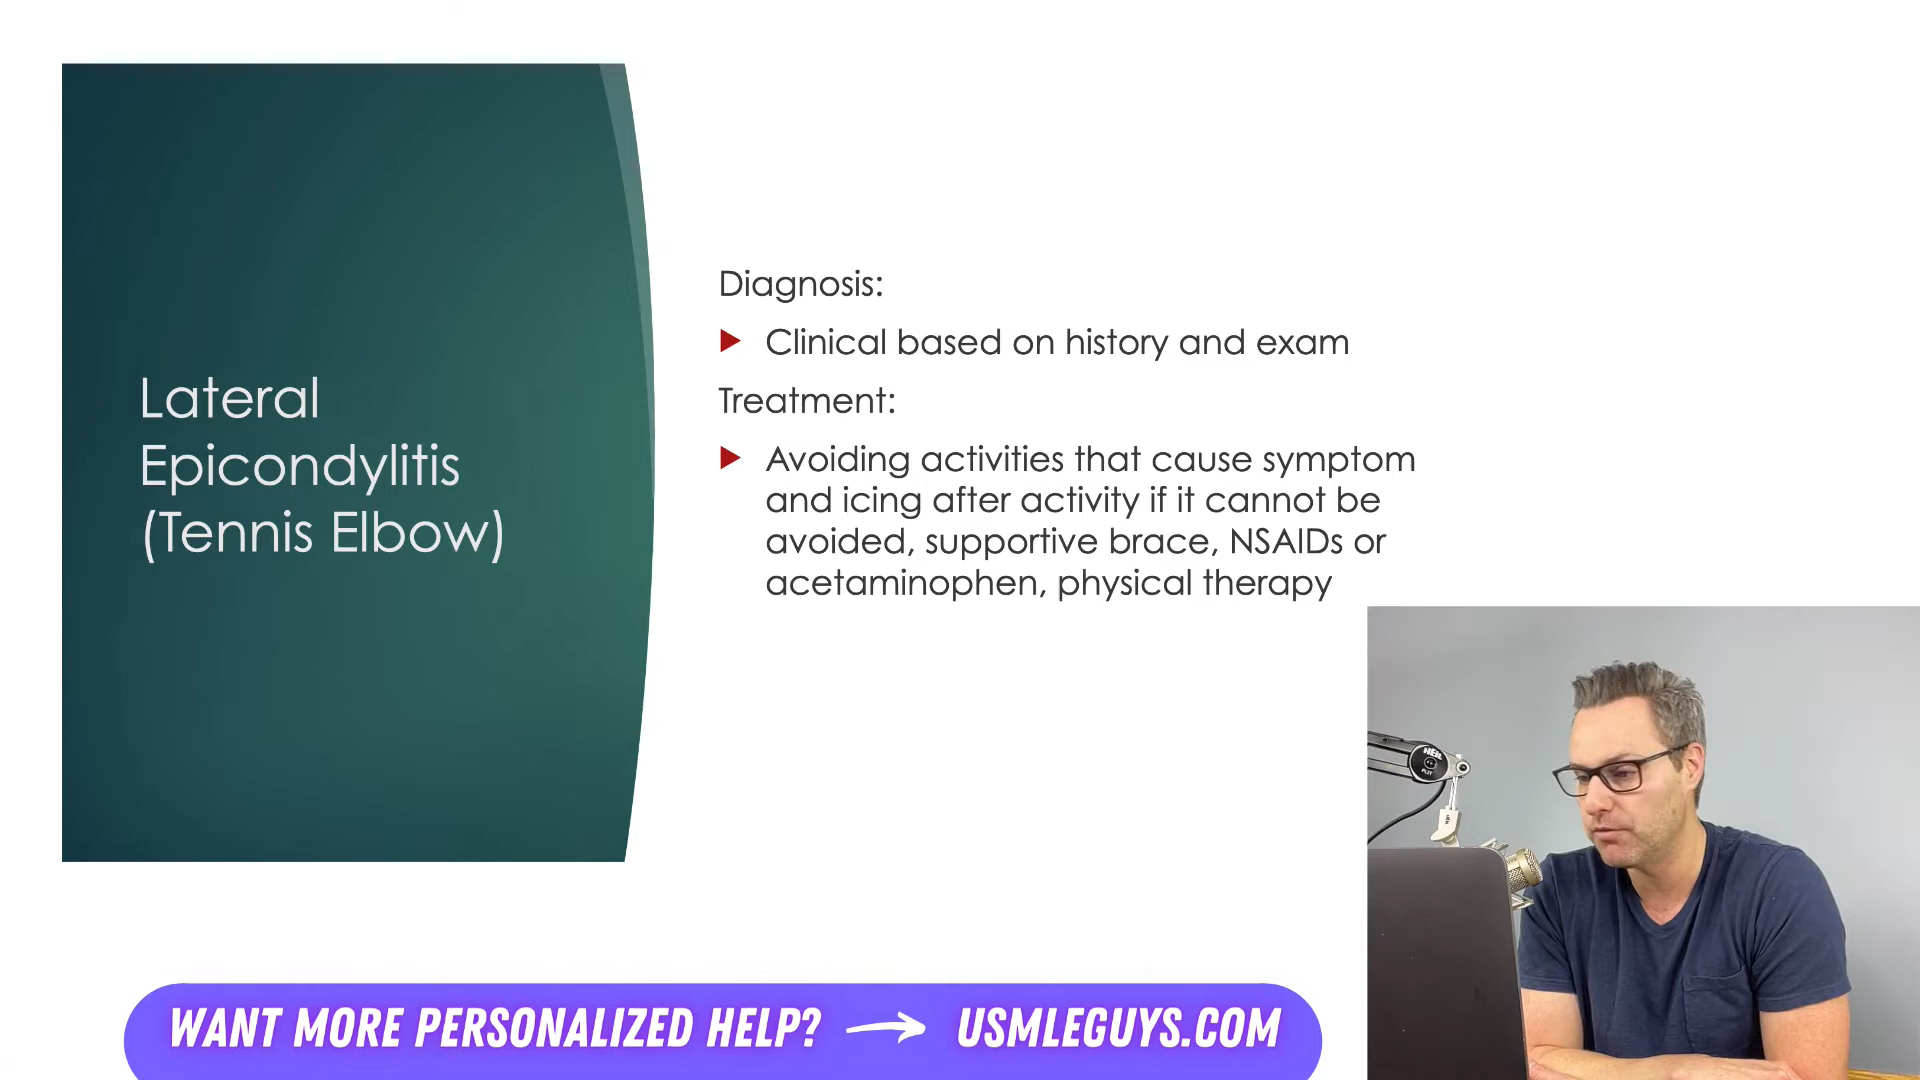 Lateral
Epicondylitis
(Tennis Elbow)
Diagnosis:
Clinical based on history and exam
Treatment:
Avoiding activities that cause symptom
and icing after activity if it cannot be
avoided, supportive brace, NSAIDs or
acetaminophen, physical therapy
WANT MORE PERSONALIZED HELP? → USMLEGUYS.COM
HEIL